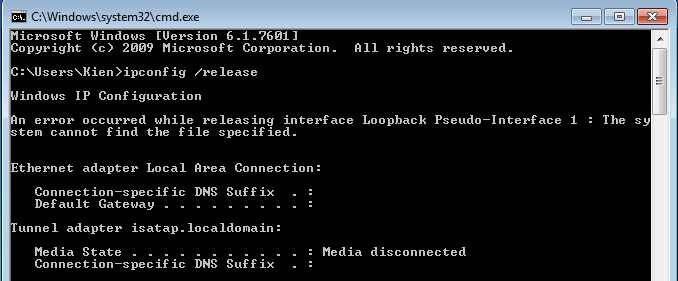 C:\Windows\system32\cmd.exe
Microsoft Windows [Version 6.1.7601]
Copyright (c) 2009 Microsoft Corporation.  All rights reserved.
C:\Users\Kien>ipconfig /release
Windows IP Configuration
An error occurred while releasing interface Loopback Pseudo-Interface 1 : The sy
stem cannot find the file specified.
Ethernet adapter Local Area Connection:
   Connection-specific DNS Suffix  . :
   Default Gateway . . . . . . . . . :
Tunnel adapter isatap.localdomain:
   Media State . . . . . . . . . . . : Media disconnected
   Connection-specific DNS Suffix  . :